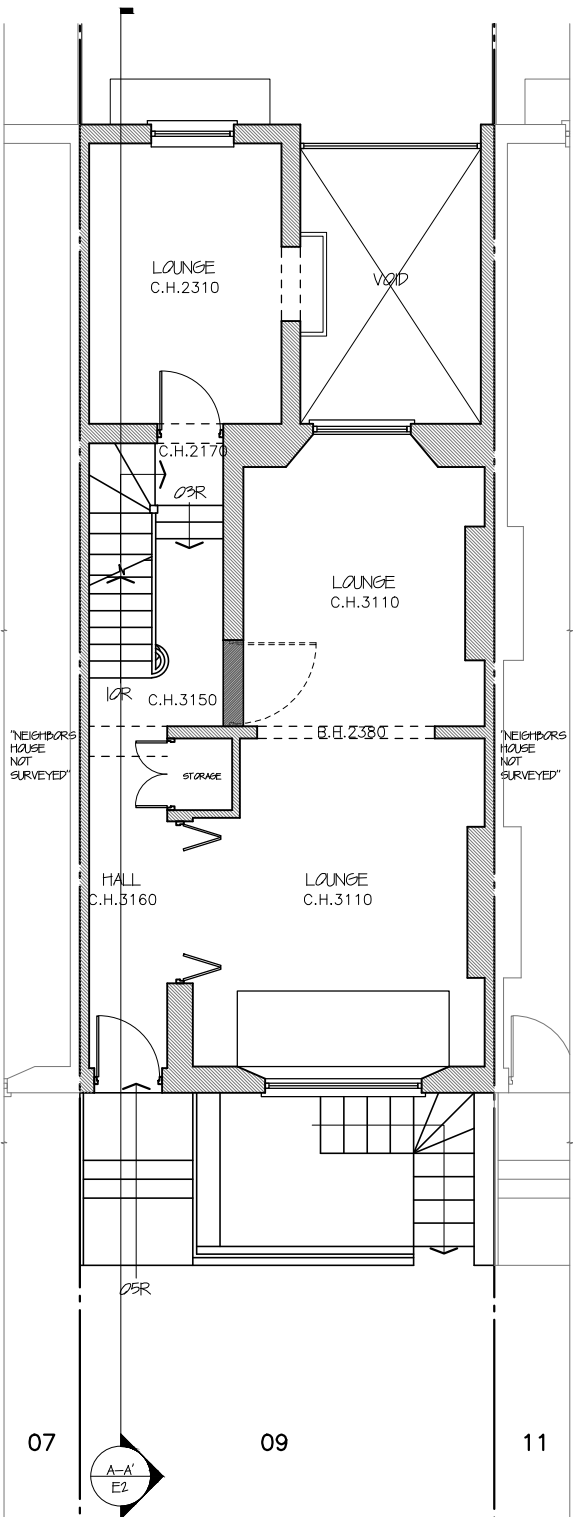 LOUNGE
C.H.2310
VOID
C.H.2170
03R
LOUNGE
C.H.3110
10R
C.H.3150
B.H.2380
"NEIGHBORS
HOUSE
NOT
SURVEYED"
"NEIGHBORS
HOUSE
NOT
SURVEYED"
STORAGE
HALL
C.H.3160
LOUNGE
C.H.3110
05R
07
09
11
A-A'
E2